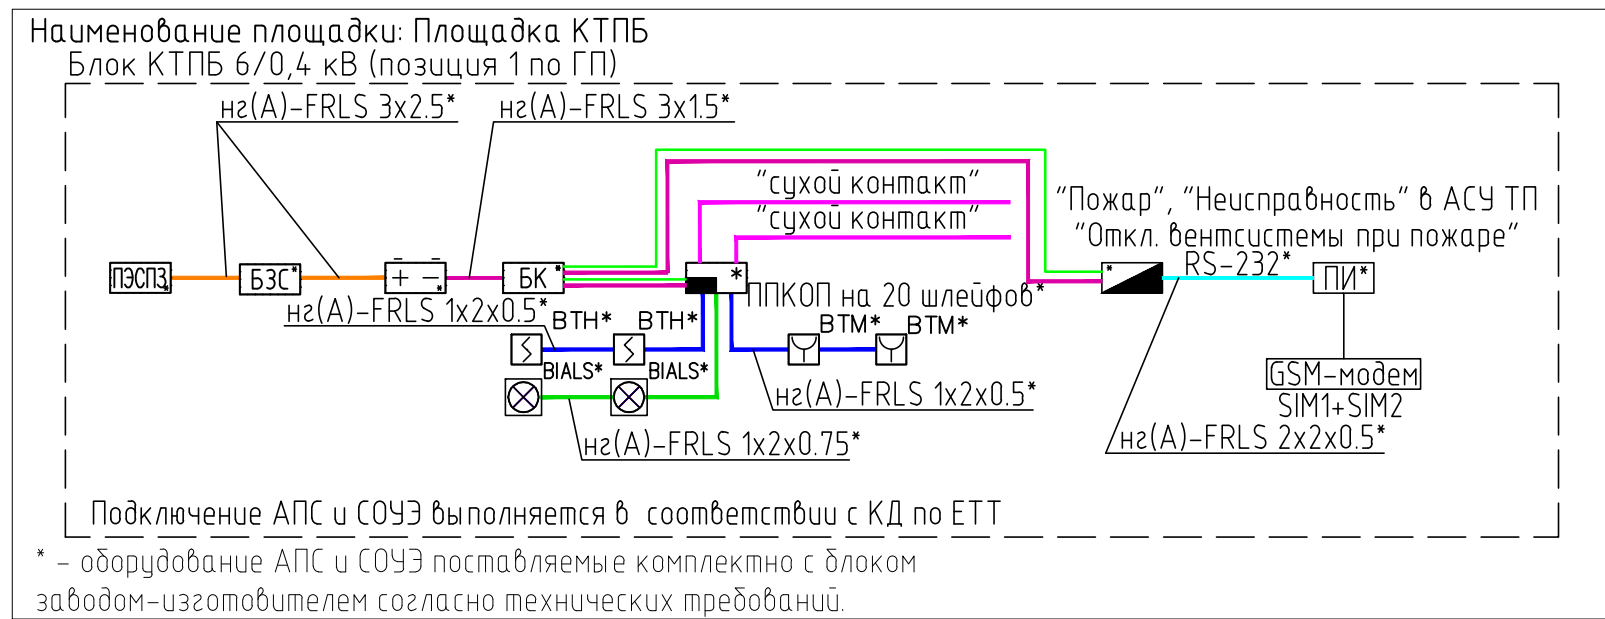 Наименование площадки: Площадка КТПБ
Блок КТПБ 6/0,4 кВ (позиция 1 по ГП)
нг(А)-FRLS 3х2.5*
нг(А)-FRLS 3х1.5*
"сухой контакт"
"сухой контакт"
"Пожар", "Неисправность" в АСУ ТП
"Откл. вентсистемы при пожаре"
RS-232*
ПЭСПЗ*
БЗС*
+ - *
БК*
*
*
ПИ*
ППКОП на 20 шлейфов*
нг(А)-FRLS 1х2х0.5*
BTH*
BTH*
BTM*
BTM*
BIALS*
BIALS*
нг(А)-FRLS 1х2х0.5*
GSM-модем
SIM1+SIM2
нг(А)-FRLS 1х2х0.75*
нг(А)-FRLS 2х2х0.5*
Подключение АПС и СОУЭ выполняется в соответствии с КД по ЕТТ
* - оборудование АПС и СОУЭ поставляемые комплектно с блоком
заводом-изготовителем согласно технических требований.